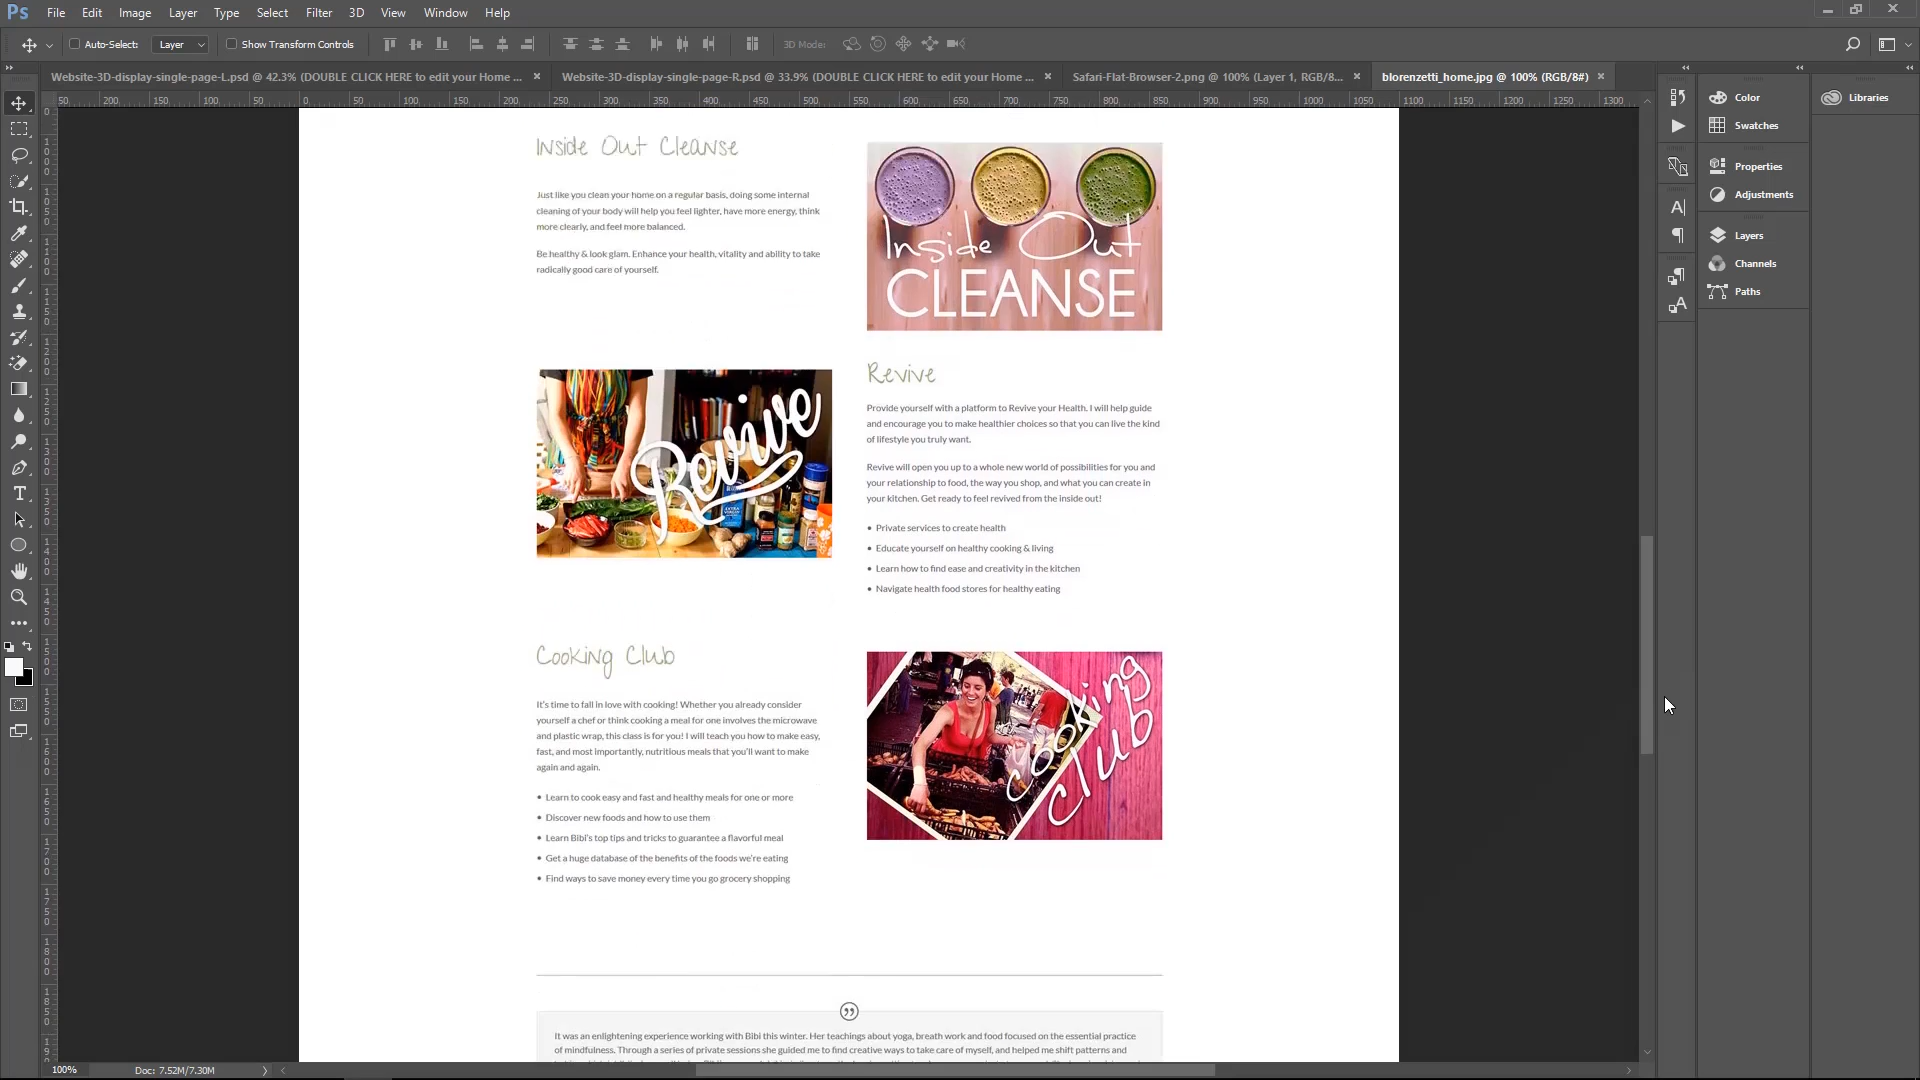 Ps File Edit Image Layer Type Select Filter 3D View Window Help
Auto-Select: Layer Show Transform Controls 3D Mode:
Website-3D-display-single-page-L.psd @ 42.3% (DOUBLE CLICK HERE to edit your Home ... Website-3D-display-single-page-R.psd @ 33.9% (DOUBLE CLICK HERE to edit your Home ... Safari-Flat-Browser-2.png @ 100% (Layer 1, RGB/8... blorenzetti_home.jpg @ 100% (RGB/8#)
Color
Swatches
Properties
Adjustments
Layers
Channels
Paths
Libraries
Inside Out Cleanse
Just like you clean your home on a regular basis, doing some internal
cleaning of your body will help you feel lighter, have more energy, think
more clearly, and feel more balanced.
Be healthy & look glam. Enhance your health, vitality and ability to take
radically good care of yourself.
Inside Out
CLEANSE
Revive
Revive
Provide yourself with a platform to Revive your Health. I will help guide
and encourage you to make healthier choices so that you can live the kind
of lifestyle you truly want.
Revive will open you up to a whole new world of possibilities for you and
your relationship to food, the way you shop, and what you can create in
your kitchen. Get ready to feel revived from the inside out!
• Private services to create health
• Educate yourself on healthy cooking & living
• Learn how to find ease and creativity in the kitchen
• Navigate health food stores for healthy eating
Cooking Club
It's time to fall in love with cooking! Whether you already consider
yourself a chef or think cooking a meal for one involves the microwave
and plastic wrap, this class is for you! I will teach you how to make easy,
fast, and most importantly, nutritious meals that you'll want to make
again and again.
• Learn to cook easy and fast and healthy meals for one or more
• Discover new foods and how to use them
• Learn Bibi's top tips and tricks to guarantee a flavorful meal
• Get a huge database of the benefits of the foods we're eating
• Find ways to save money every time you go grocery shopping
cooking
club
It was an enlightening experience working with Bibi this winter. Her teachings about yoga, breath work and food focused on the essential practice
of mindfulness. Through a series of private sessions she guided me to find creative ways to take care of myself, and helped me shift patterns and
100% Doc: 7.52M/7.30M